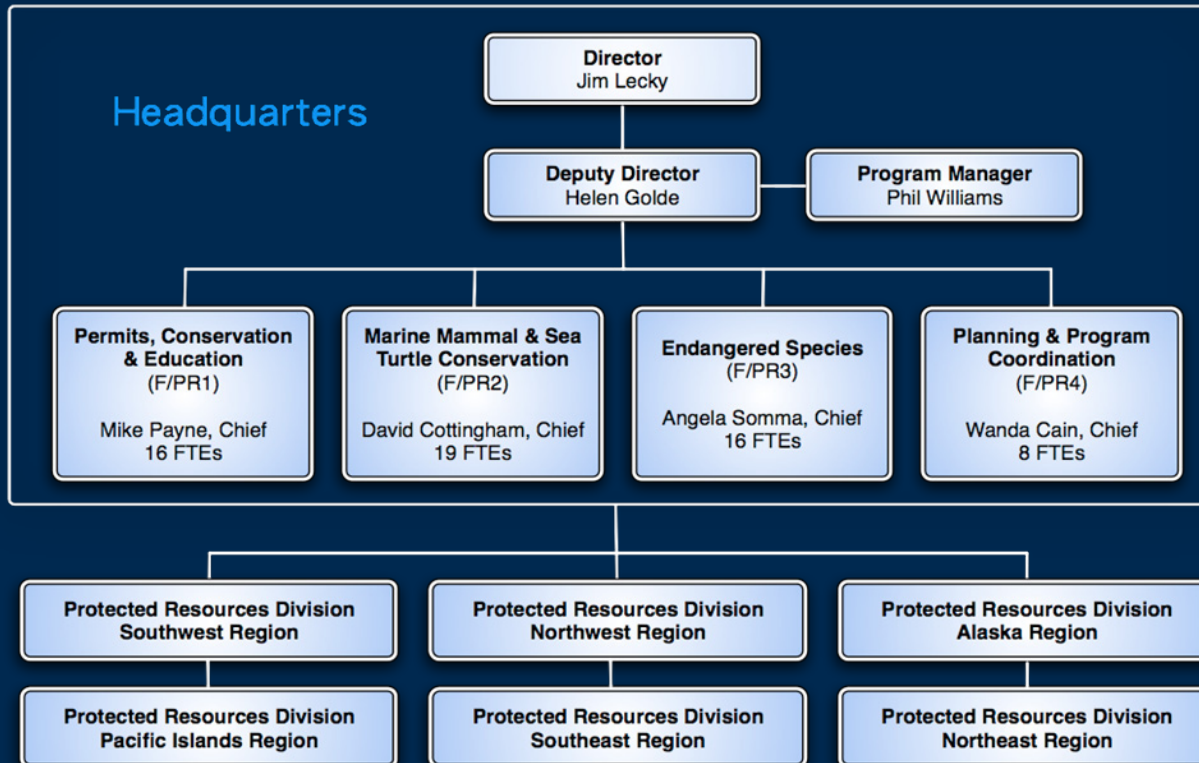 Director
Jim Lecky
Headquarters
Deputy Director
Helen Golde
Program Manager
Phil Williams
Permits, Conservation
& Education
(F/PR1)
Mike Payne, Chief
16 FTEs
Marine Mammal & Sea
Turtle Conservation
(F/PR2)
David Cottingham, Chief
19 FTEs
Endangered Species
(F/PR3)
Angela Somma, Chief
16 FTEs
Planning & Program
Coordination
(F/PR4)
Wanda Cain, Chief
8 FTEs
Protected Resources Division
Southwest Region
Protected Resources Division
Northwest Region
Protected Resources Division
Alaska Region
Protected Resources Division
Pacific Islands Region
Protected Resources Division
Southeast Region
Protected Resources Division
Northeast Region